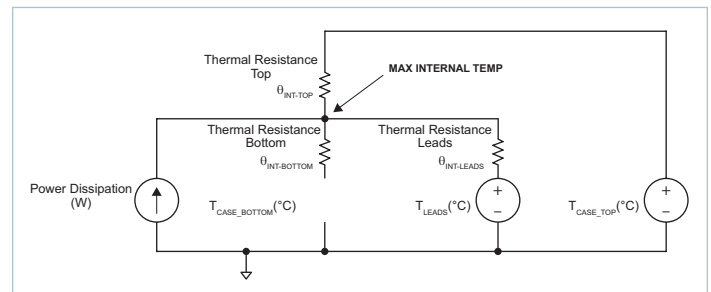 Thermal Resistance
Top
θINT-TOP
MAX INTERNAL TEMP
Thermal Resistance
Bottom
θINT-BOTTOM
Thermal Resistance
Leads
θINT-LEADS
Power Dissipation
(W)
TCASE_BOTTOM(°C)
TLEADS(°C)
TCASE_TOP(°C)
+
−
+
−